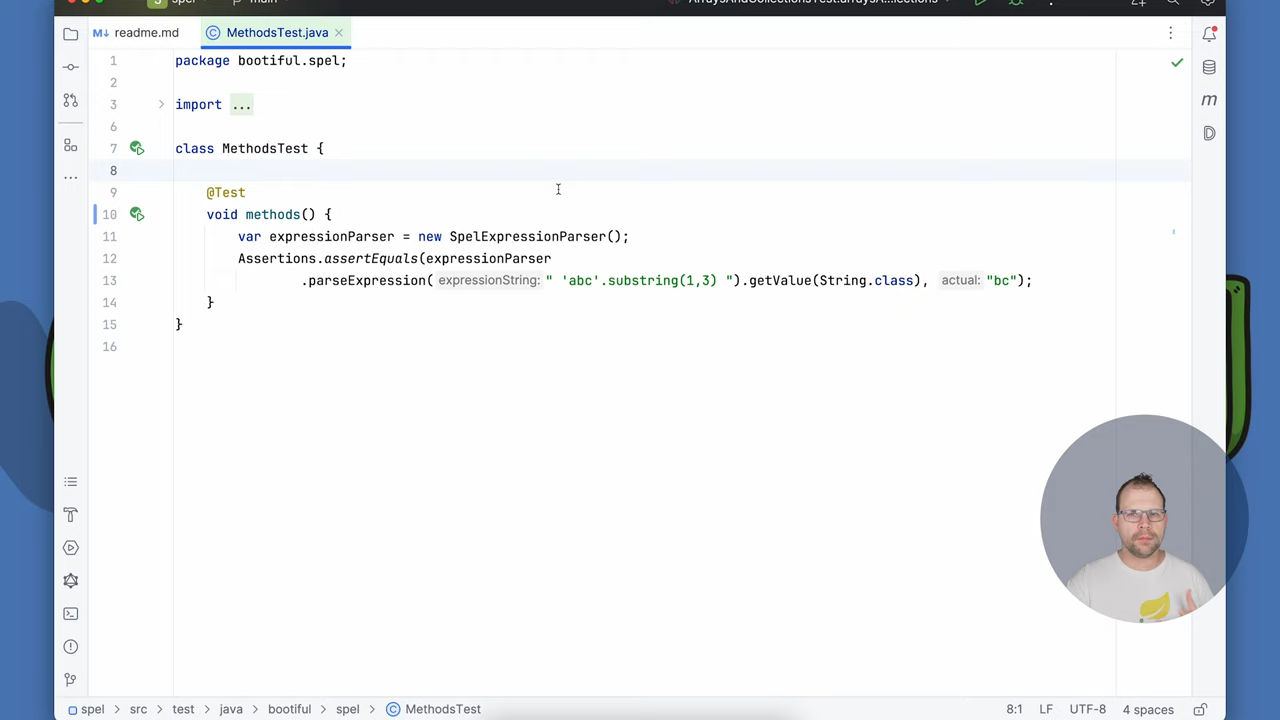 spel
main
readme.md
MethodsTest.java
1 package bootiful.spel;
2
3 import ...
6
7 class MethodsTest {
8
9 @Test
10 void methods() {
11 var expressionParser = new SpelExpressionParser();
12 Assertions.assertEquals(expressionParser
13 .parseExpression( expressionString: " 'abc'.substring(1,3) ").getValue(String.class), actual: "bc");
14 }
15 }
16
spel > src > test > java > bootiful > spel > MethodsTest
8:1 LF UTF-8 4 spaces